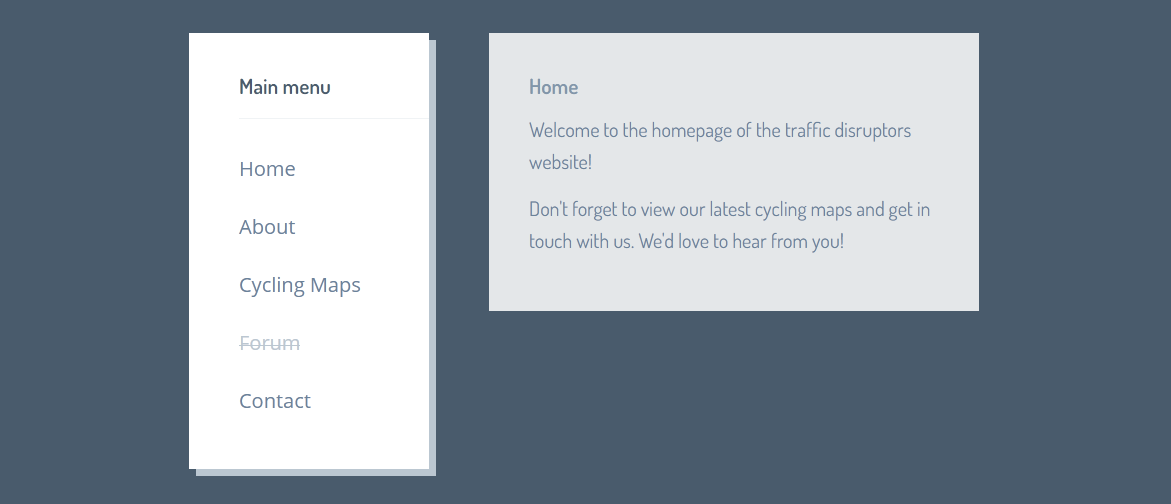 Main menu
Home
About
Cycling Maps
Forum
Contact
Home
Welcome to the homepage of the traffic disruptors
website!
Don't forget to view our latest cycling maps and get in
touch with us. We'd love to hear from you!